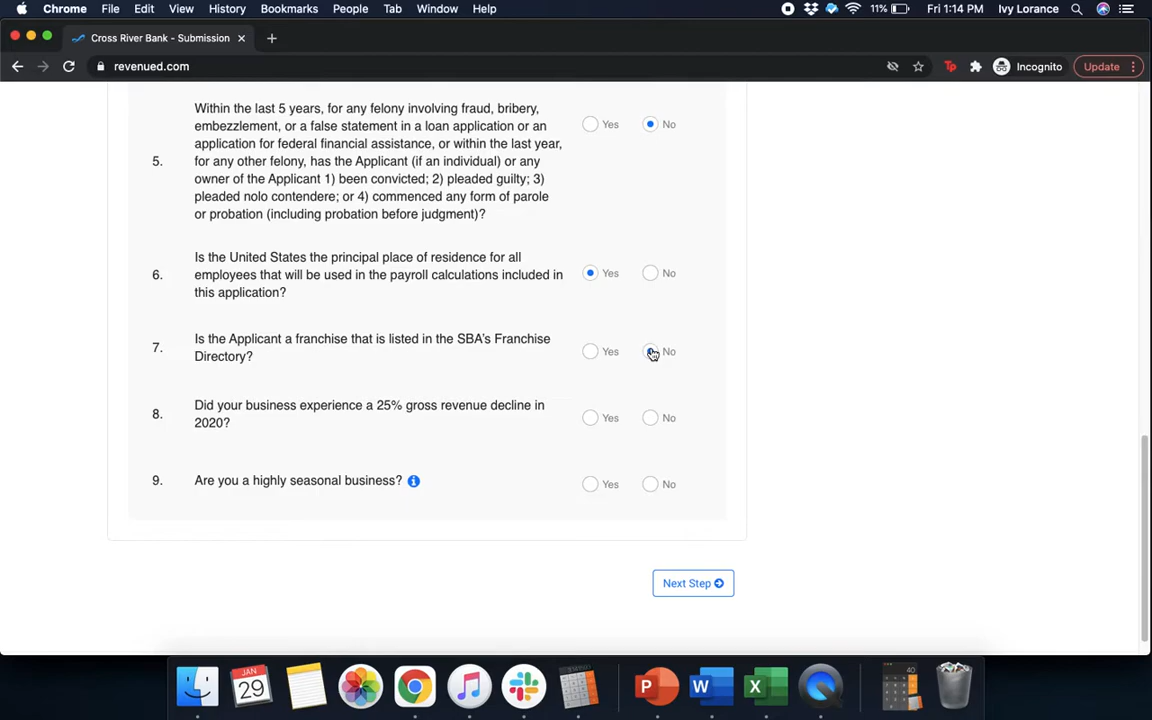 Chrome File Edit View History Bookmarks People Tab Window Help 11% Fri 1:14 PM Ivy Lorance
Cross River Bank - Submission
revenued.com Incognito Update
Within the last 5 years, for any felony involving fraud, bribery,
embezzlement, or a false statement in a loan application or an
application for federal financial assistance, or within the last year,
5. for any other felony, has the Applicant (if an individual) or any
owner of the Applicant 1) been convicted; 2) pleaded guilty; 3)
pleaded nolo contendere; or 4) commenced any form of parole
or probation (including probation before judgment)?
Yes No
Is the United States the principal place of residence for all
6. employees that will be used in the payroll calculations included in
this application?
Yes No
7. Is the Applicant a franchise that is listed in the SBA's Franchise
Directory?
Yes No
8. Did your business experience a 25% gross revenue decline in
2020?
Yes No
9. Are you a highly seasonal business?
Yes No
Next Step
JAN
29
P W X
40